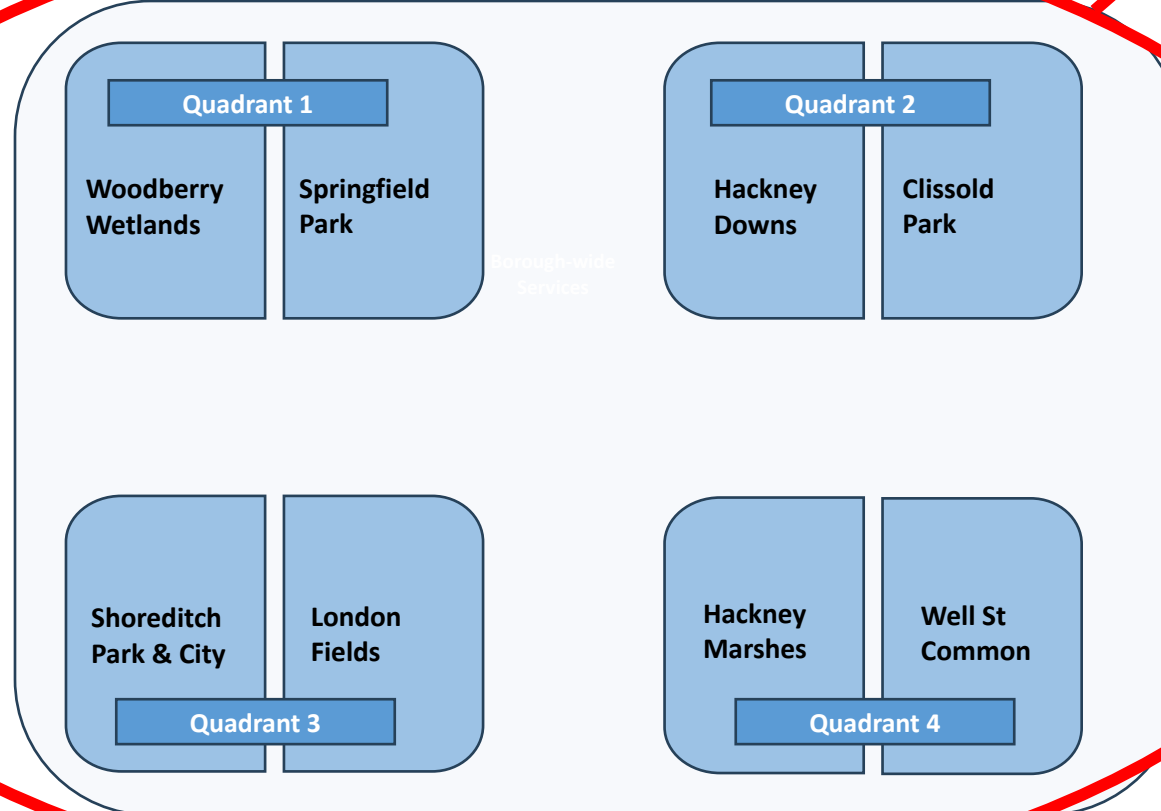 Quadrant 1
Woodberry
Wetlands
Springfield
Park
Quadrant 2
Hackney
Downs
Clissold
Park
Borough-wide
Services
Shoreditch
Park & City
London
Fields
Quadrant 3
Hackney
Marshes
Well St
Common
Quadrant 4